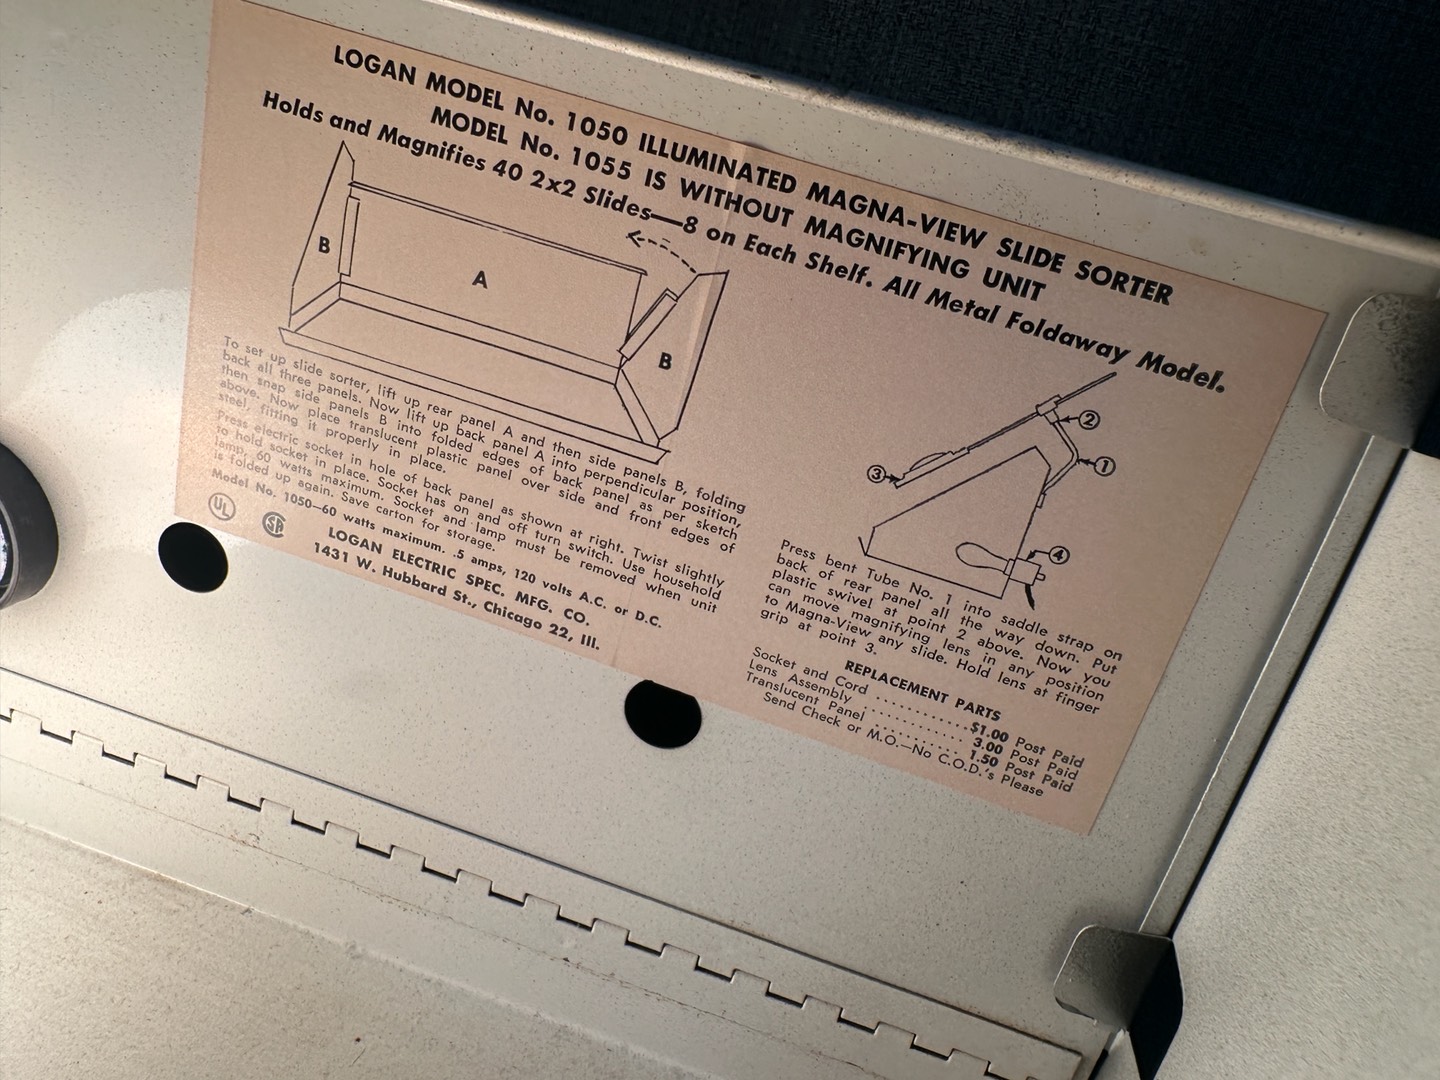 LOGAN MODEL No. 1050 ILLUMINATED MAGNA-VIEW SLIDE SORTER
MODEL No. 1055 IS WITHOUT MAGNIFYING UNIT
Holds and Magnifies 40 2x2 Slides—8 on Each Shelf. All Metal Foldaway Model.
B
A
B
To set up slide sorter, lift up rear panel A and then side panels B, folding
back all three panels. Now lift up back panel A into perpendicular position,
then snap side panels B into folded edges of back panel as per sketch
above. Now place translucent plastic panel over side and front edges of
steel, fitting it properly in place.
Press electric socket in hole of back panel as shown at right. Twist slightly
to hold socket in place. Socket has on and off turn switch. Use household
lamp, 60 watts maximum. Socket and lamp must be removed when unit
is folded up again. Save carton for storage.
Model No. 1050—60 watts maximum. .5 amps, 120 volts A.C. or D.C.
UL
SA
LOGAN ELECTRIC SPEC. MFG. CO.
1431 W. Hubbard St., Chicago 22, Ill.
2
1
3
4
Press bent Tube No. 1 into saddle strap on
back of rear panel all the way down. Put
plastic swivel at point 2 above. Now you
can move magnifying lens in any position
to Magna-View any slide. Hold lens at finger
grip at point 3.
REPLACEMENT PARTS
Socket and Cord ............$1.00 Post Paid
Lens Assembly .............. 3.00 Post Paid
Translucent Panel ........... 1.50 Post Paid
Send Check or M.O.—No C.O.D.'s Please